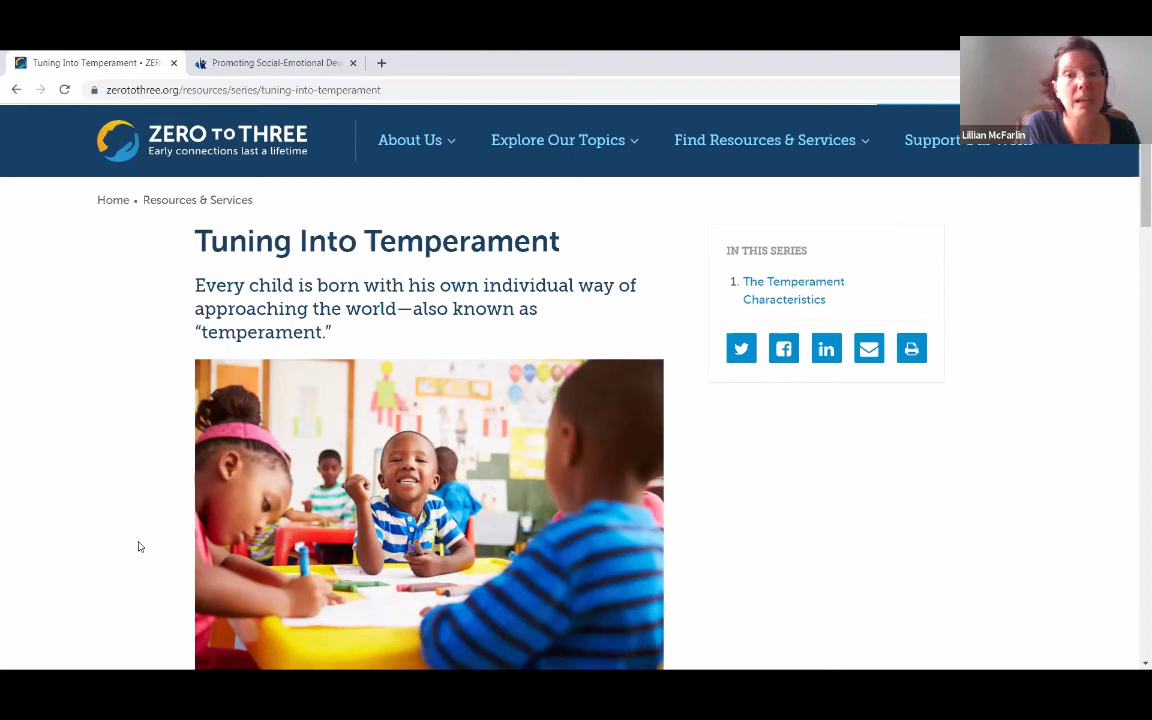 Tuning Into Temperament • ZER
Promoting Social-Emotional Dev
zerotothree.org/resources/series/tuning-into-temperament
ZERO TO THREE
Early connections last a lifetime
About Us
Explore Our Topics
Find Resources & Services
Support Our Work
Lillian McFarlin
Home • Resources & Services
Tuning Into Temperament
Every child is born with his own individual way of
approaching the world—also known as
“temperament.”
IN THIS SERIES
1. The Temperament
Characteristics